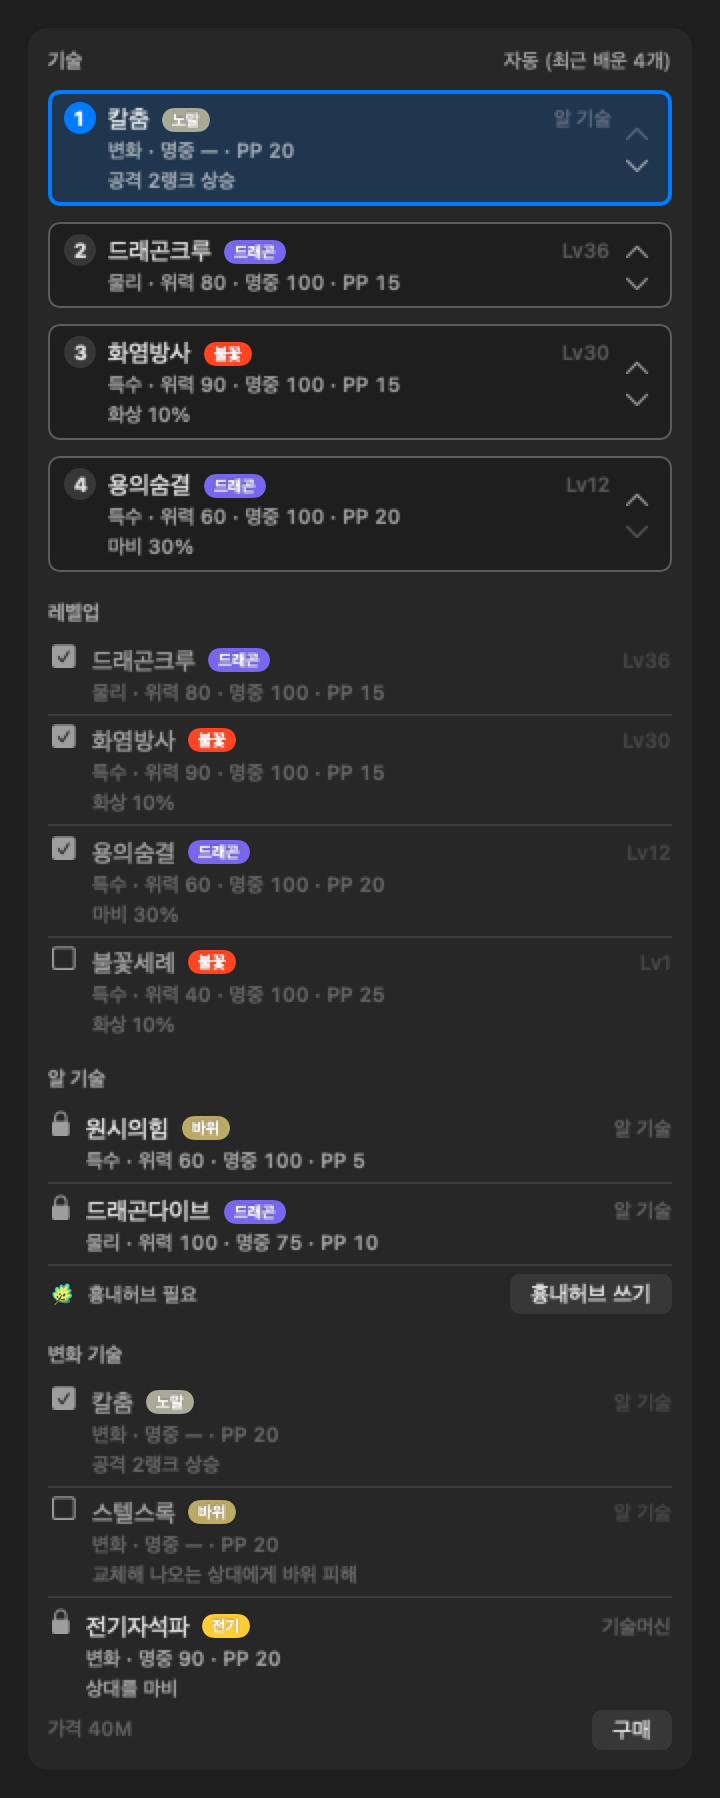 기술 자동 (최근 배운 4개)
1 칼춤 노말 알 기술
변화 · 명중 — · PP 20
공격 2랭크 상승
2 드래곤크루 드래곤 Lv36
물리 · 위력 80 · 명중 100 · PP 15
3 화염방사 불꽃 Lv30
특수 · 위력 90 · 명중 100 · PP 15
화상 10%
4 용의숨결 드래곤 Lv12
특수 · 위력 60 · 명중 100 · PP 20
마비 30%
레벨업
드래곤크루 드래곤 Lv36
물리 · 위력 80 · 명중 100 · PP 15
화염방사 불꽃 Lv30
특수 · 위력 90 · 명중 100 · PP 15
화상 10%
용의숨결 드래곤 Lv12
특수 · 위력 60 · 명중 100 · PP 20
마비 30%
불꽃세례 불꽃 Lv1
특수 · 위력 40 · 명중 100 · PP 25
화상 10%
알 기술
원시의힘 바위 알 기술
특수 · 위력 60 · 명중 100 · PP 5
드래곤다이브 드래곤 알 기술
물리 · 위력 100 · 명중 75 · PP 10
흉내허브 필요 흉내허브 쓰기
변화 기술
칼춤 노말 알 기술
변화 · 명중 — · PP 20
공격 2랭크 상승
스텔스록 바위 알 기술
변화 · 명중 — · PP 20
교체해 나오는 상대에게 바위 피해
전기자석파 전기 기술머신
변화 · 명중 90 · PP 20
상대를 마비
가격 40M 구매